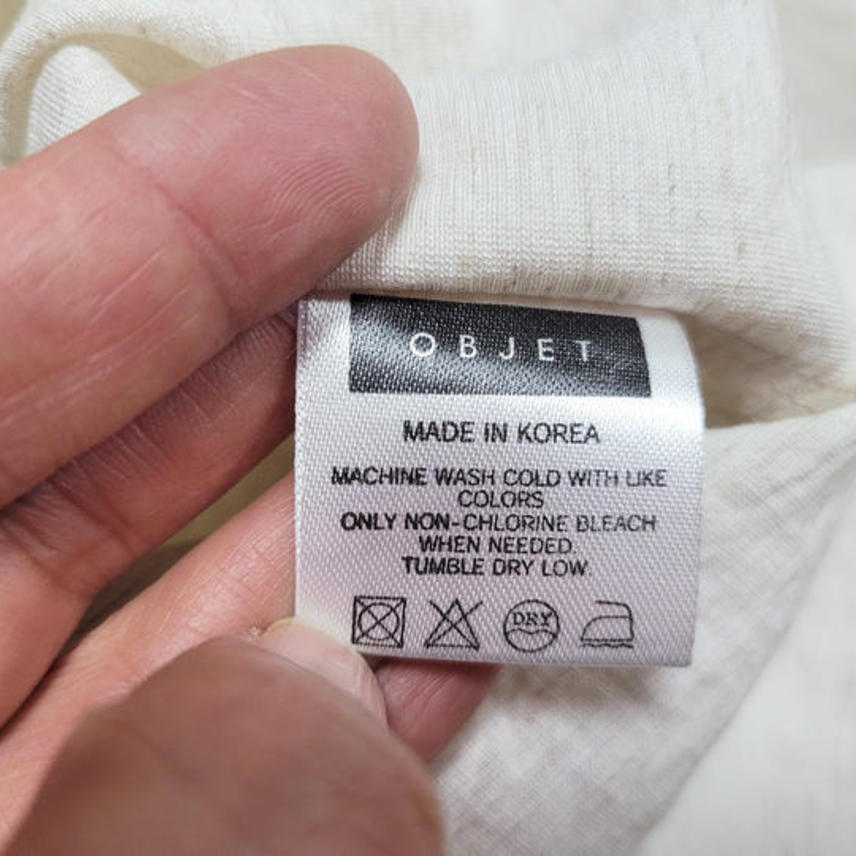 OBJET
MADE IN KOREA
MACHINE WASH COLD WITH LIKE
COLORS
ONLY NON-CHLORINE BLEACH
WHEN NEEDED.
TUMBLE DRY LOW.
DRY